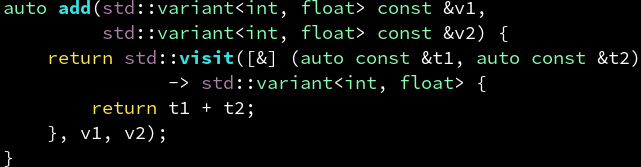 auto add(std::variant<int, float> const &v1,
         std::variant<int, float> const &v2) {
    return std::visit([&] (auto const &t1, auto const &t2)
               -> std::variant<int, float> {
        return t1 + t2;
    }, v1, v2);
}